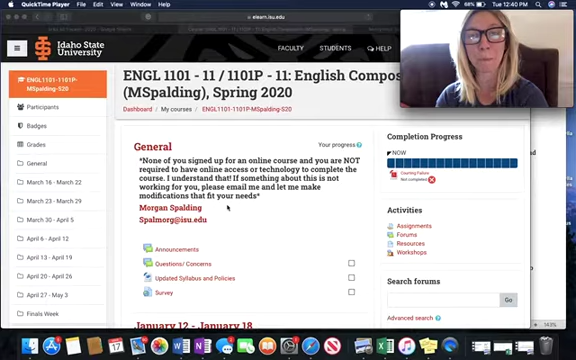 QuickTime Player File Edit View Window Help
68% Tue 12:40 PM
elearn.isu.edu
Idaho State
University
FACULTY STUDENTS HELP
ENGL1101-1101P-
MSpalding-S20
Participants
Badges
Grades
General
March 16 - March 22
March 23 - March 29
March 30 - April 5
April 6 - April 12
April 13 - April 19
April 20 - April 26
April 27 - May 3
Finals Week
ENGL 1101 - 11 / 1101P - 11: English Compos
(MSpalding), Spring 2020
Dashboard / My courses / ENGL1101-1101P-MSpalding-S20
General
Your progress
*None of you signed up for an online course and you are NOT
required to have online access or technology to complete the
course. I understand that!! If something about this is not
working for you, please email me and let me make
modifications that fit your needs*
Morgan Spalding
Spalmorg@isu.edu
Announcements
Questions/ Concerns
Updated Syllabus and Policies
Survey
January 12 - January 18
Completion Progress
NOW
Counting Failure
Not completed
Activities
Assignments
Forums
Resources
Workshops
Search forums
Go
Advanced search
143%